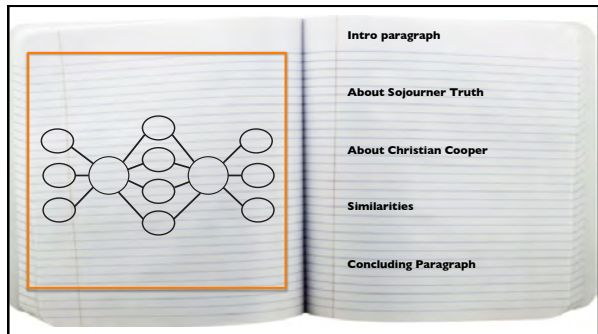 Intro paragraph
About Sojourner Truth
About Christian Cooper
Similarities
Concluding Paragraph